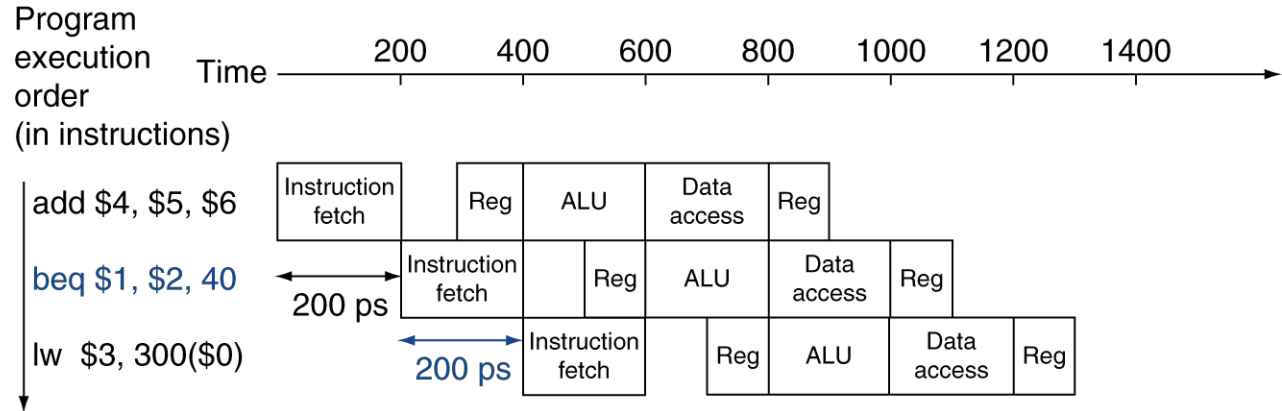 Program
execution
order
(in instructions)
Time
200 400 600 800 1000 1200 1400
add $4, $5, $6
Instruction
fetch
Reg
ALU
Data
access
Reg
beq $1, $2, 40
200 ps
Instruction
fetch
Reg
ALU
Data
access
Reg
lw $3, 300($0)
200 ps
Instruction
fetch
Reg
ALU
Data
access
Reg